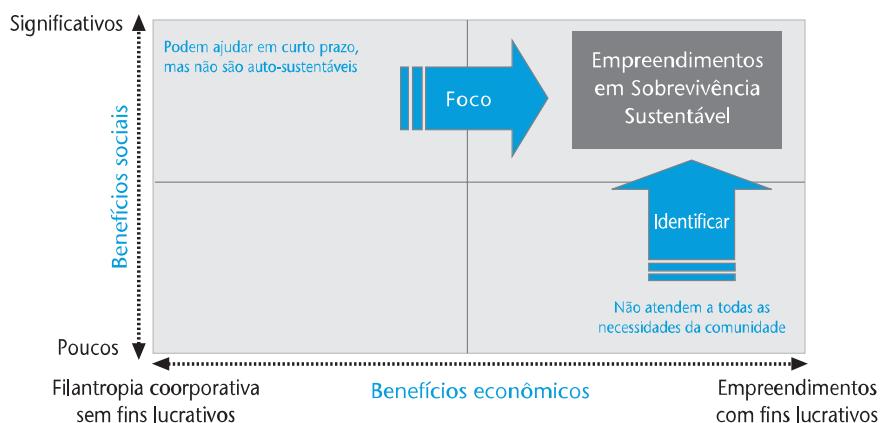 Significativos
Podem ajudar em curto prazo,
mas não são auto-sustentáveis
Foco
Empreendimentos
em Sobrevivência
Sustentável
Benefícios sociais
Identificar
Não atendem a todas as
necessidades da comunidade
Poucos
Filantropia coorporativa
sem fins lucrativos
Benefícios econômicos
Empreendimentos
com fins lucrativos